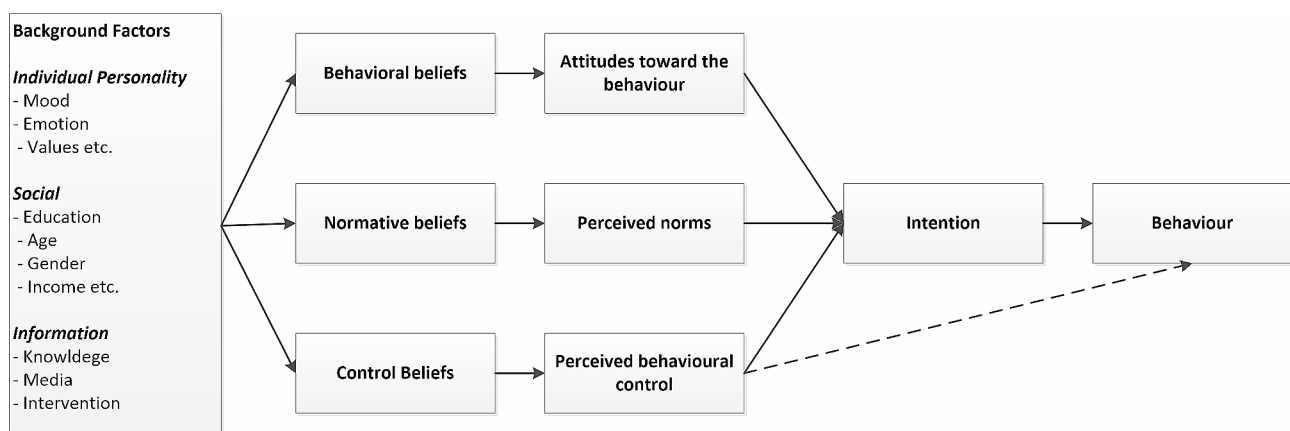 Background Factors
Individual Personality
- Mood
- Emotion
- Values etc.
Social
- Education
- Age
- Gender
- Income etc.
Information
- Knowldege
- Media
- Intervention
Behavioral beliefs
Attitudes toward the
behaviour
Normative beliefs
Perceived norms
Intention
Behaviour
Control Beliefs
Perceived behavioural
control